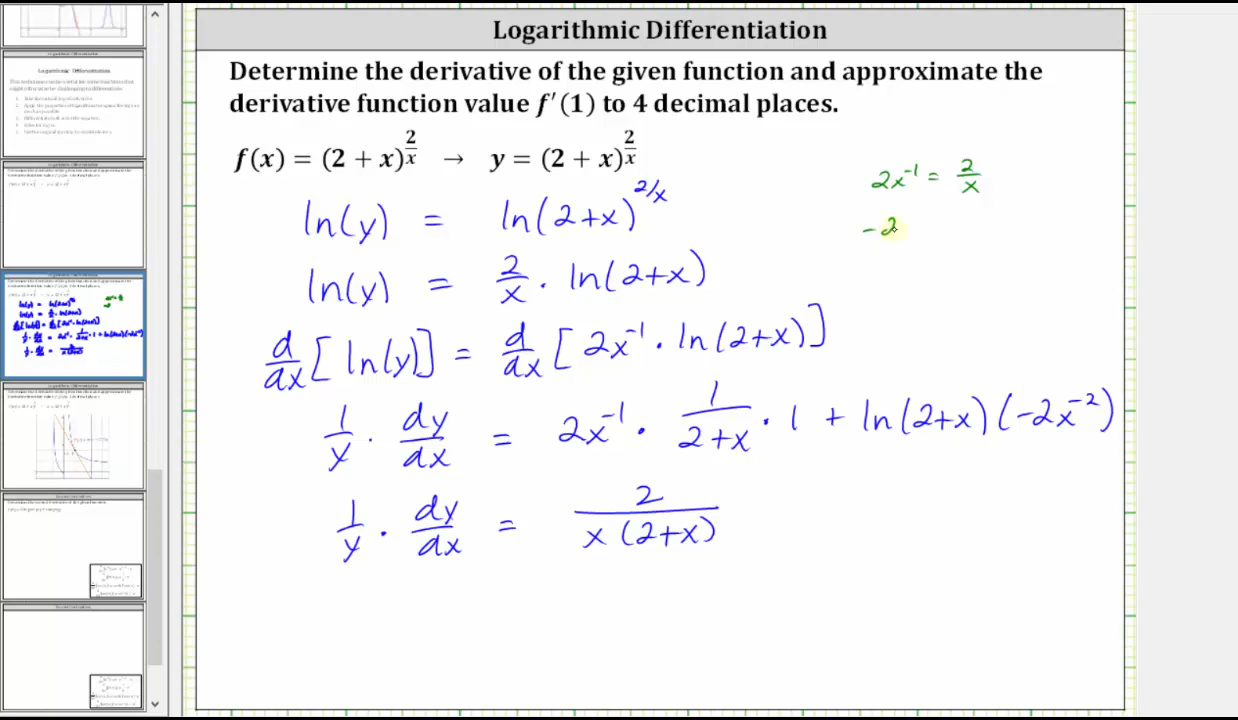 Logarithmic Differentiation
Determine the derivative of the given function and approximate the
derivative function value f′(1) to 4 decimal places.
f(x) = (2 + x)^(2/x) → y = (2 + x)^(2/x)
2x⁻¹ = 2/x
-2
ln(y) = ln(2+x)^(2/x)
ln(y) = 2/x · ln(2+x)
d/dx [ln(y)] = d/dx [2x⁻¹ · ln(2+x)]
1/y · dy/dx = 2x⁻¹ · 1/(2+x) · 1 + ln(2+x)(-2x⁻²)
1/y · dy/dx = 2/(x(2+x))